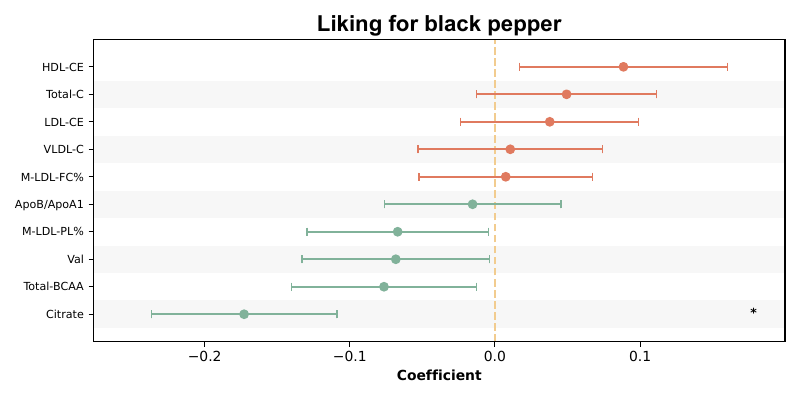 Liking for black pepper
HDL-CE
Total-C
LDL-CE
VLDL-C
M-LDL-FC%
ApoB/ApoA1
M-LDL-PL%
Val
Total-BCAA
Citrate
*
−0.2
−0.1
0.0
0.1
Coefficient